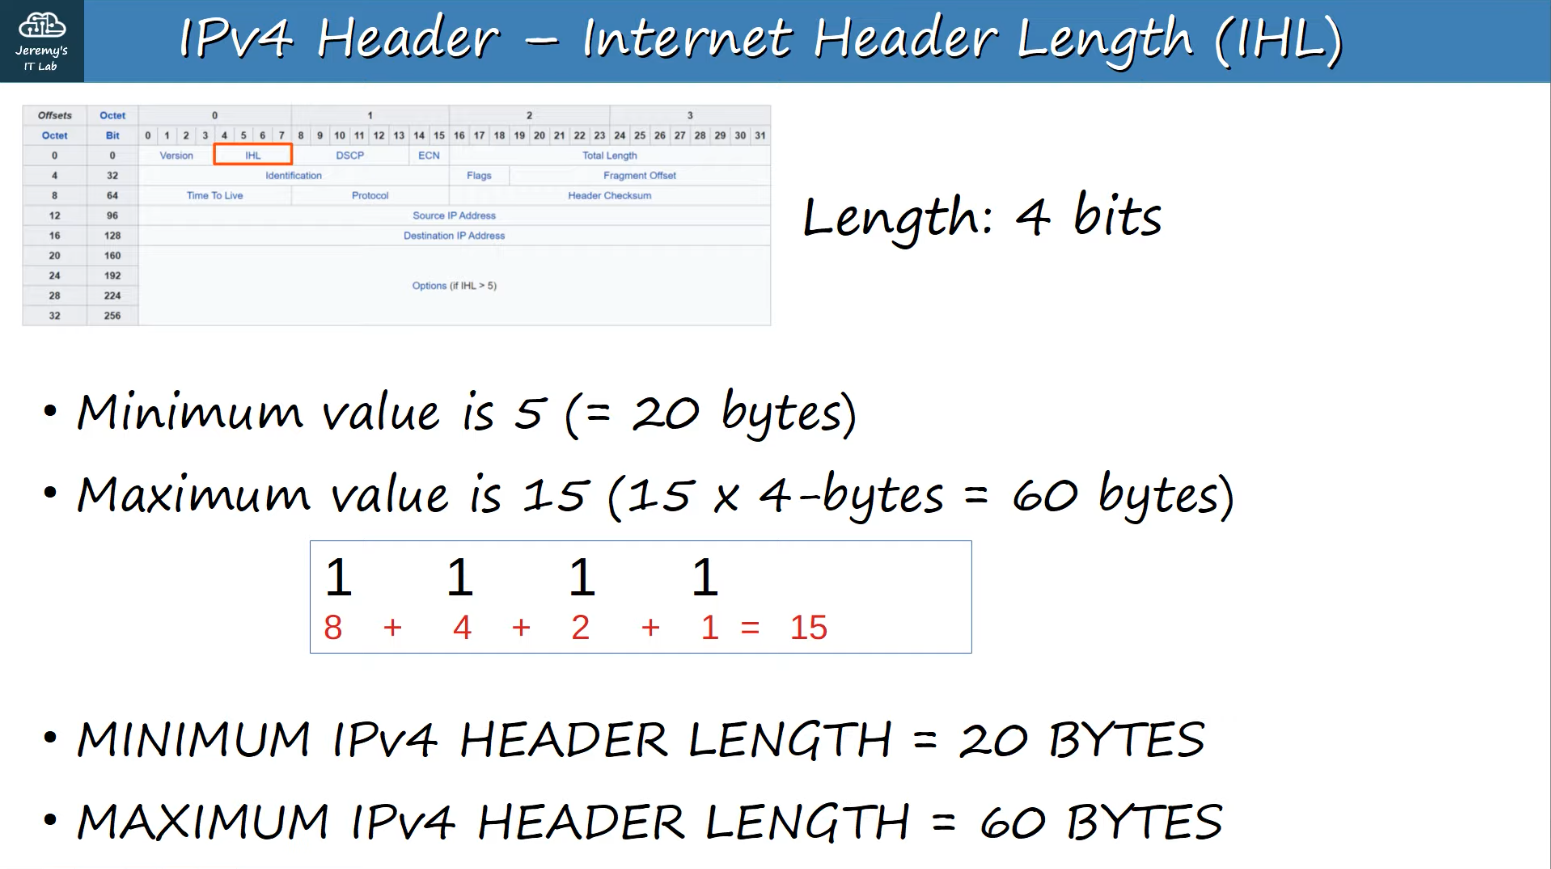 Jeremy's
IT Lab
IPv4 Header – Internet Header Length (IHL)
Offsets Octet 0 1 2 3
Octet Bit 0 1 2 3 4 5 6 7 8 9 10 11 12 13 14 15 16 17 18 19 20 21 22 23 24 25 26 27 28 29 30 31
0 0 Version IHL DSCP ECN Total Length
4 32 Identification Flags Fragment Offset
8 64 Time To Live Protocol Header Checksum
12 96 Source IP Address
16 128 Destination IP Address
20 160
24 192
Options (if IHL > 5)
28 224
32 256
Length: 4 bits
• Minimum value is 5 (= 20 bytes)
• Maximum value is 15 (15 x 4-bytes = 60 bytes)
1 1 1 1
8 + 4 + 2 + 1 = 15
• MINIMUM IPv4 HEADER LENGTH = 20 BYTES
• MAXIMUM IPv4 HEADER LENGTH = 60 BYTES